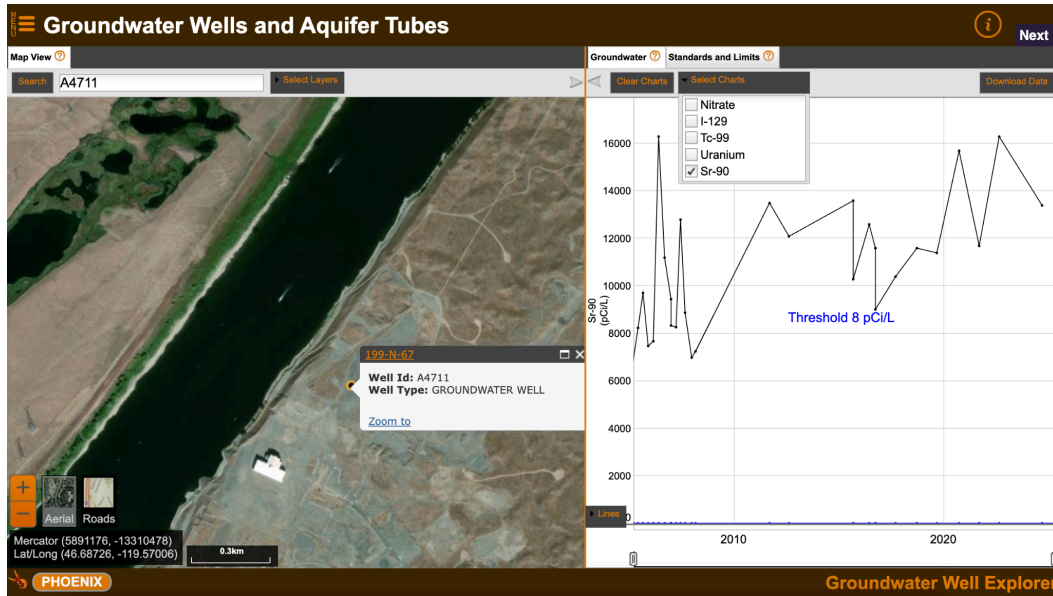 MENU
Groundwater Wells and Aquifer Tubes
i
Next
Map View ?
Groundwater ?
Standards and Limits ?
Search
A4711
Select Layers
Clear Charts
Select Charts
Download Data
Nitrate
I-129
Tc-99
Uranium
Sr-90
16000
14000
12000
10000
8000
6000
4000
2000
0
Sr-90
(pCi/L)
Threshold 8 pCi/L
199-N-67
Well Id: A4711
Well Type: GROUNDWATER WELL
Zoom to
+
−
Aerial
Roads
Mercator (5891176, -13310478)
Lat/Long (46.68726, -119.57006)
0.3km
Lines
2010
2020
PHOENIX
Groundwater Well Explorer